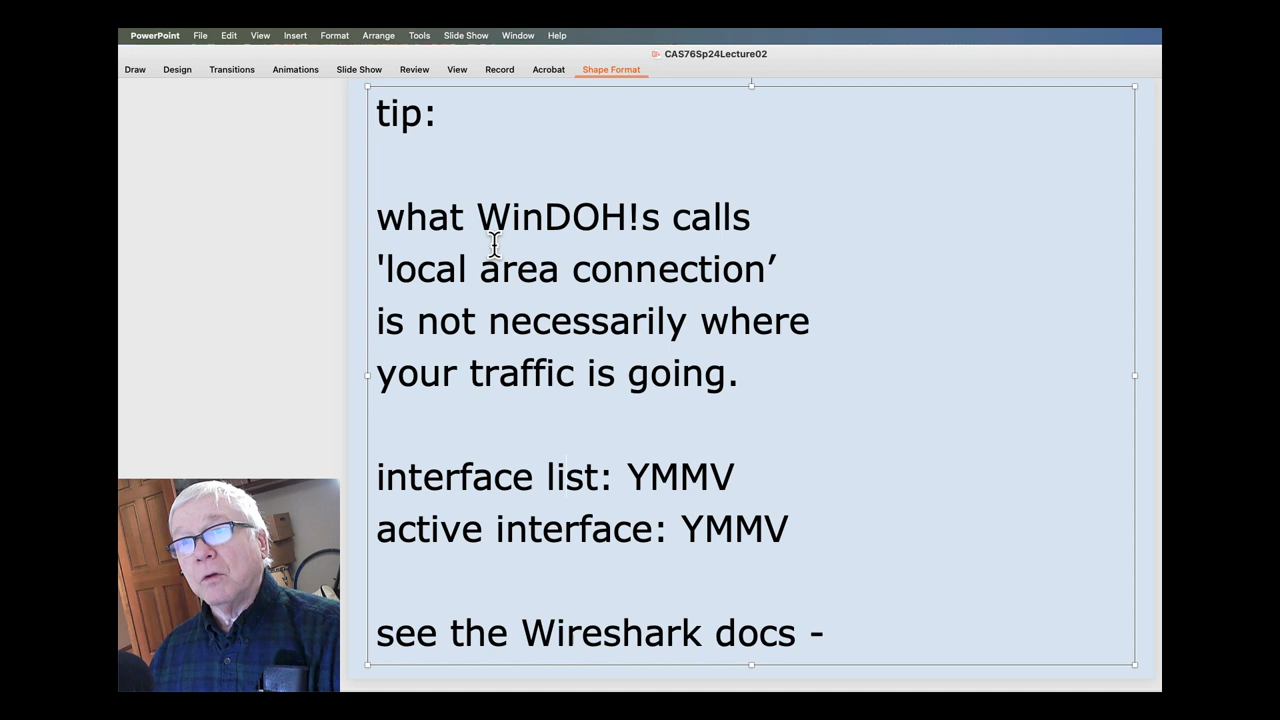 PowerPoint File Edit View Insert Format Arrange Tools Slide Show Window Help
CAS76Sp24Lecture02
Draw Design Transitions Animations Slide Show Review View Record Acrobat Shape Format
tip:
what WinDOH!s calls
'local area connection’
is not necessarily where
your traffic is going.
interface list: YMMV
active interface: YMMV
see the Wireshark docs -